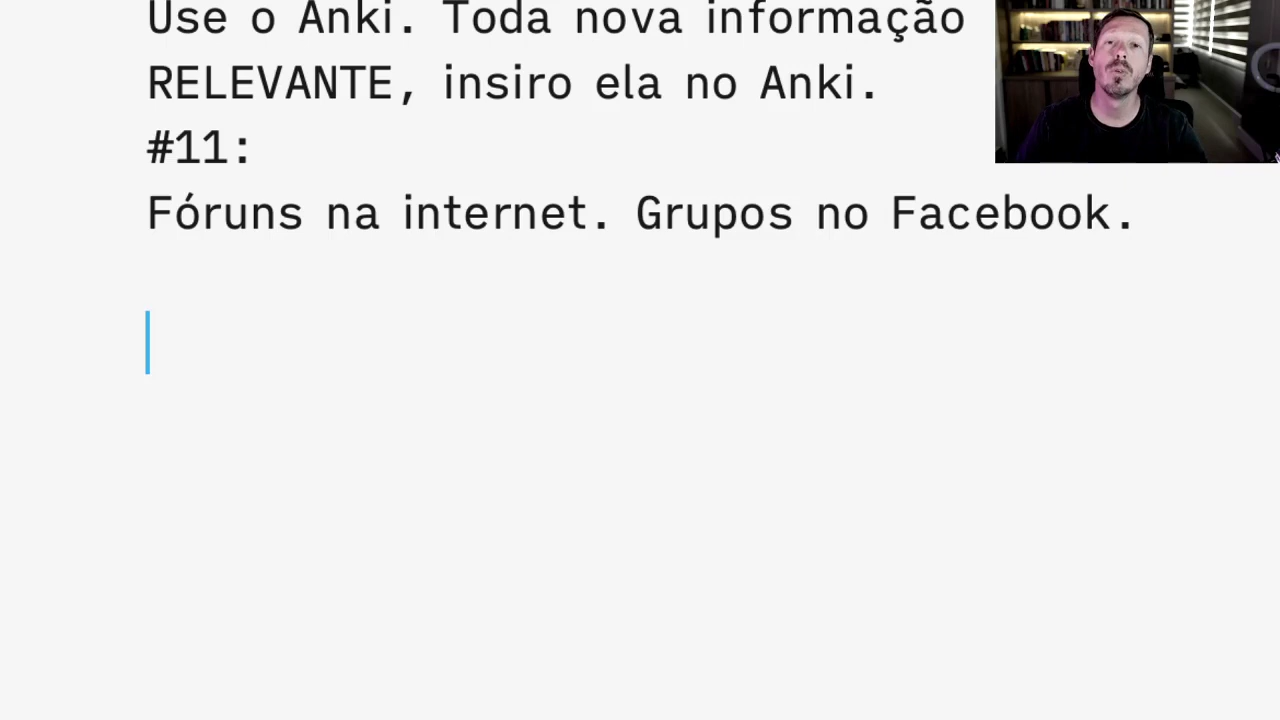 Use o Anki. Toda nova informação
RELEVANTE, insiro ela no Anki.
#11:
Fóruns na internet. Grupos no Facebook.